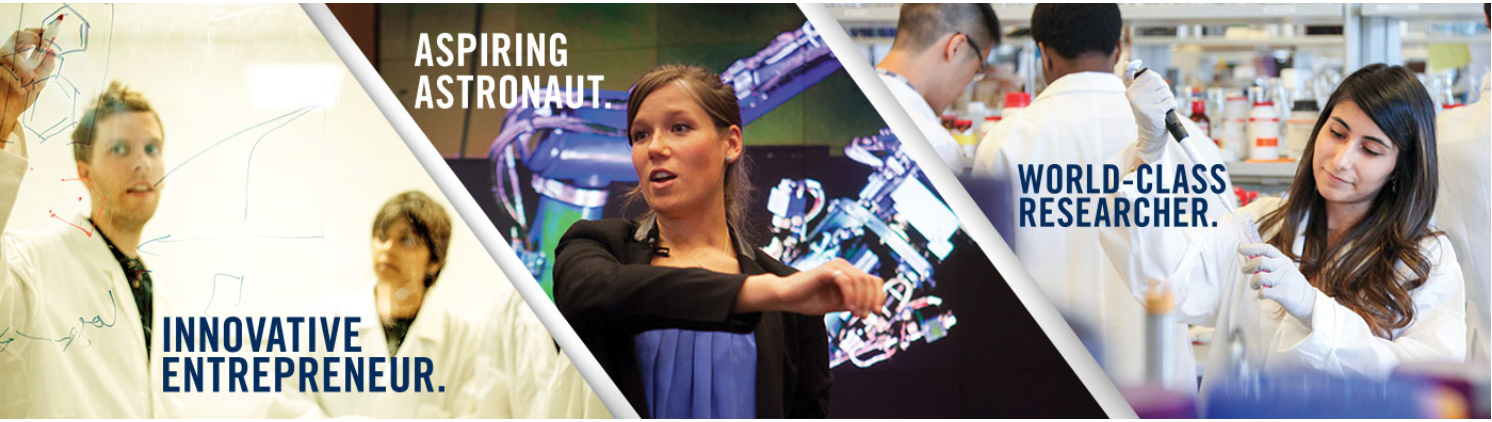 INNOVATIVE
ENTREPRENEUR.
ASPIRING
ASTRONAUT.
WORLD-CLASS
RESEARCHER.